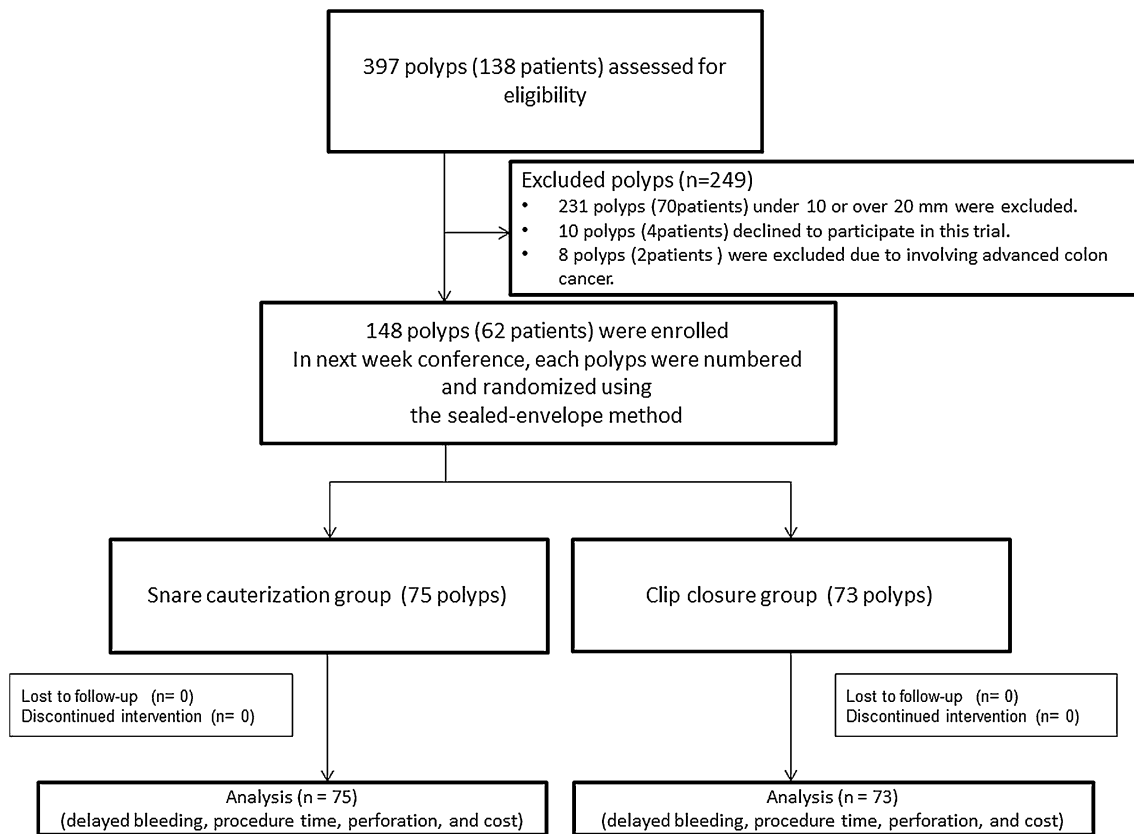 397 polyps (138 patients) assessed for
eligibility
Excluded polyps (n=249)
• 231 polyps (70patients) under 10 or over 20 mm were excluded.
• 10 polyps (4patients) declined to participate in this trial.
• 8 polyps (2patients ) were excluded due to involving advanced colon
cancer.
148 polyps (62 patients) were enrolled
In next week conference, each polyps were numbered
and randomized using
the sealed-envelope method
Snare cauterization group (75 polyps)
Clip closure group (73 polyps)
Lost to follow-up (n= 0)
Discontinued intervention (n= 0)
Lost to follow-up (n= 0)
Discontinued intervention (n= 0)
Analysis (n = 75)
(delayed bleeding, procedure time, perforation, and cost)
Analysis (n = 73)
(delayed bleeding, procedure time, perforation, and cost)